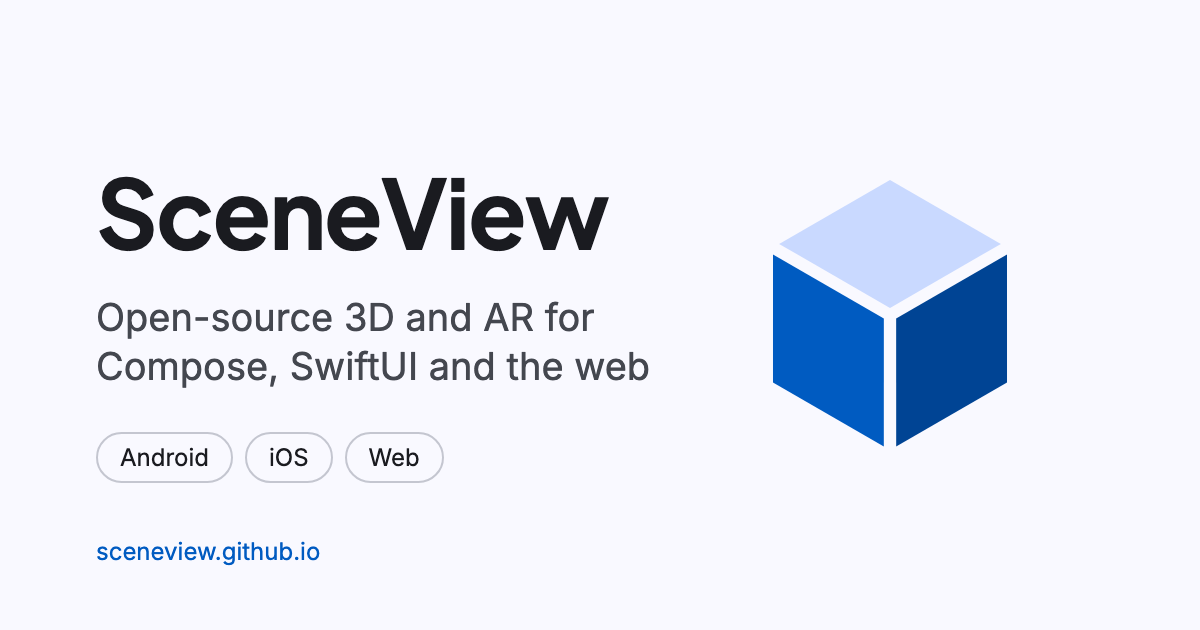 SceneView
Open-source 3D and AR for
Compose, SwiftUI and the web
Android iOS Web
sceneview.github.io